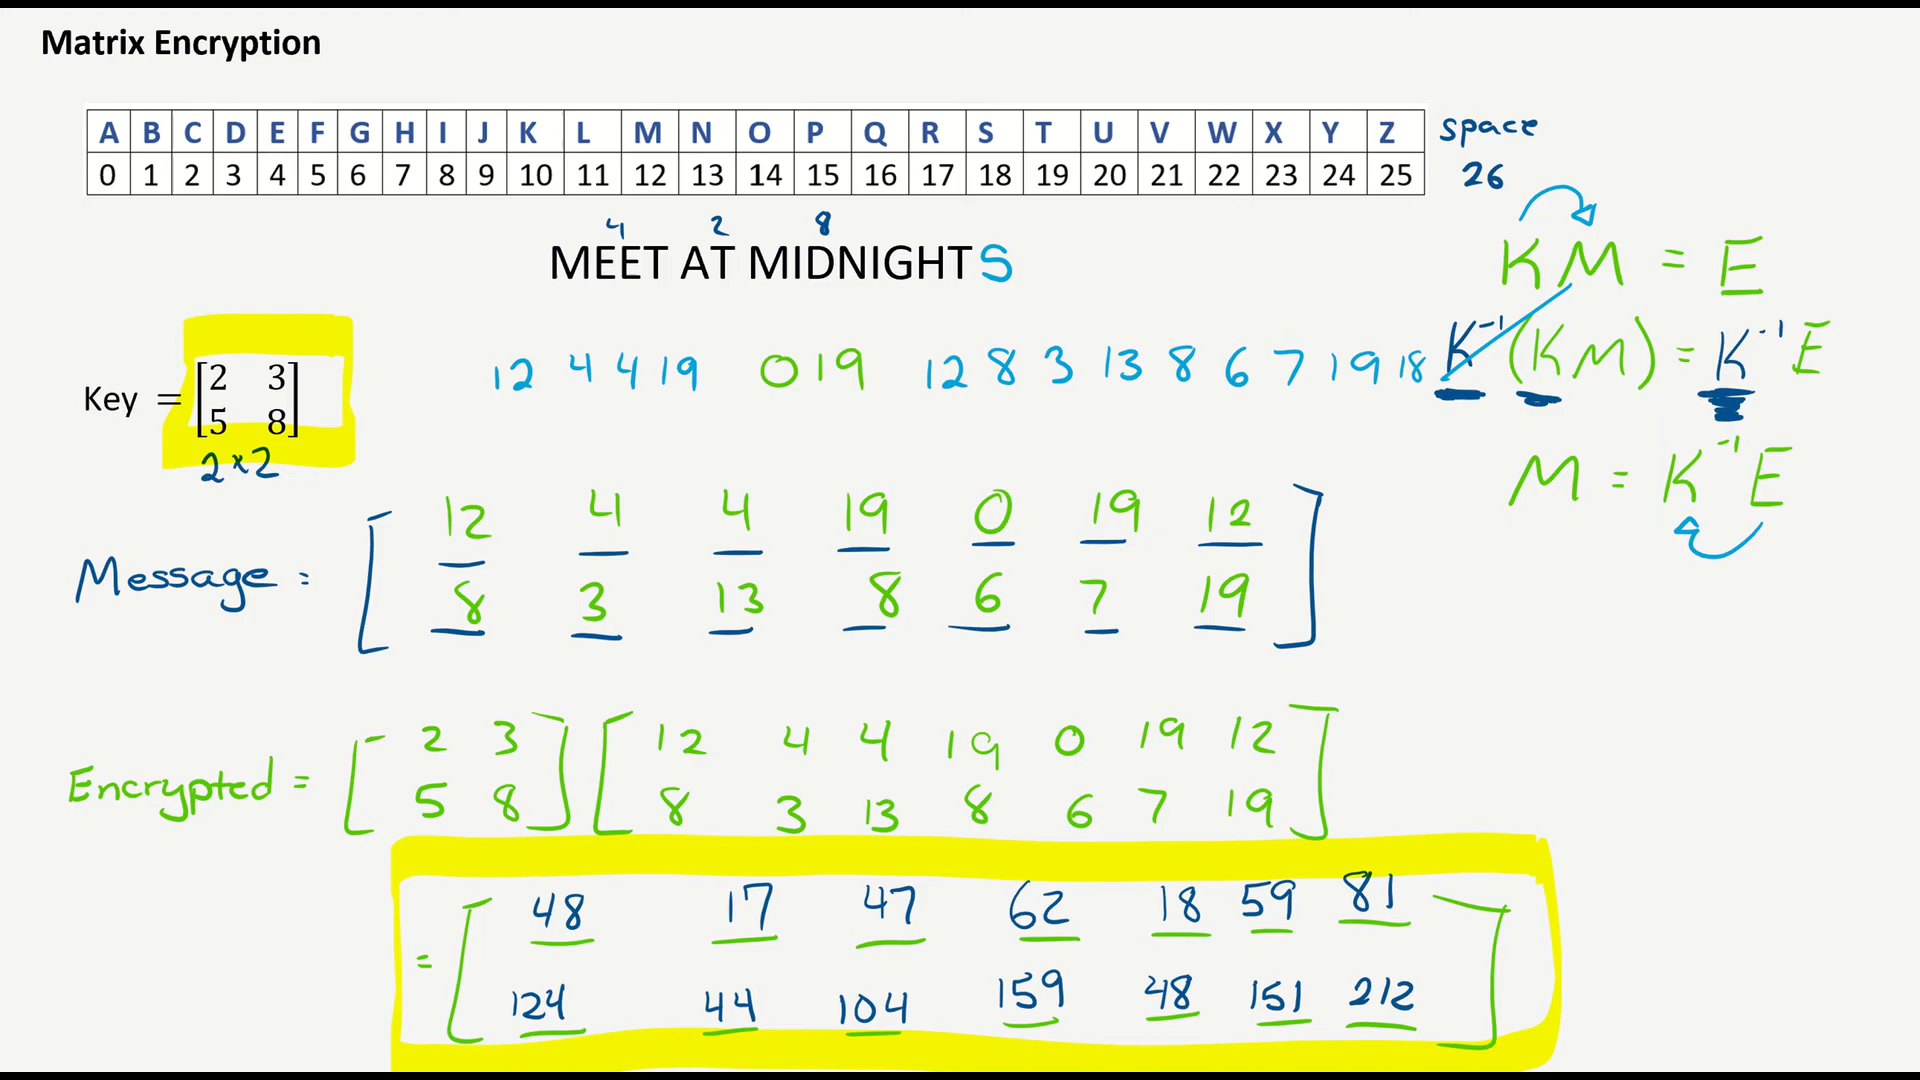 Matrix Encryption
A B C D E F G H I J K L M N O P Q R S T U V W X Y Z space
0 1 2 3 4 5 6 7 8 9 10 11 12 13 14 15 16 17 18 19 20 21 22 23 24 25 26
4 2 8
MEET AT MIDNIGHT S
KM = E
12 4 4 19 0 19 12 8 3 13 8 6 7 19 18
K⁻¹ (KM) = K⁻¹ E
Key = [2 3
5 8]
2×2
M = K⁻¹ E
Message: [12 4 4 19 0 19 12
8 3 13 8 6 7 19]
Encrypted = [2 3 [12 4 4 19 0 19 12
5 8] 8 3 13 8 6 7 19]
= [48 17 47 62 18 59 81
124 44 104 159 48 151 212]